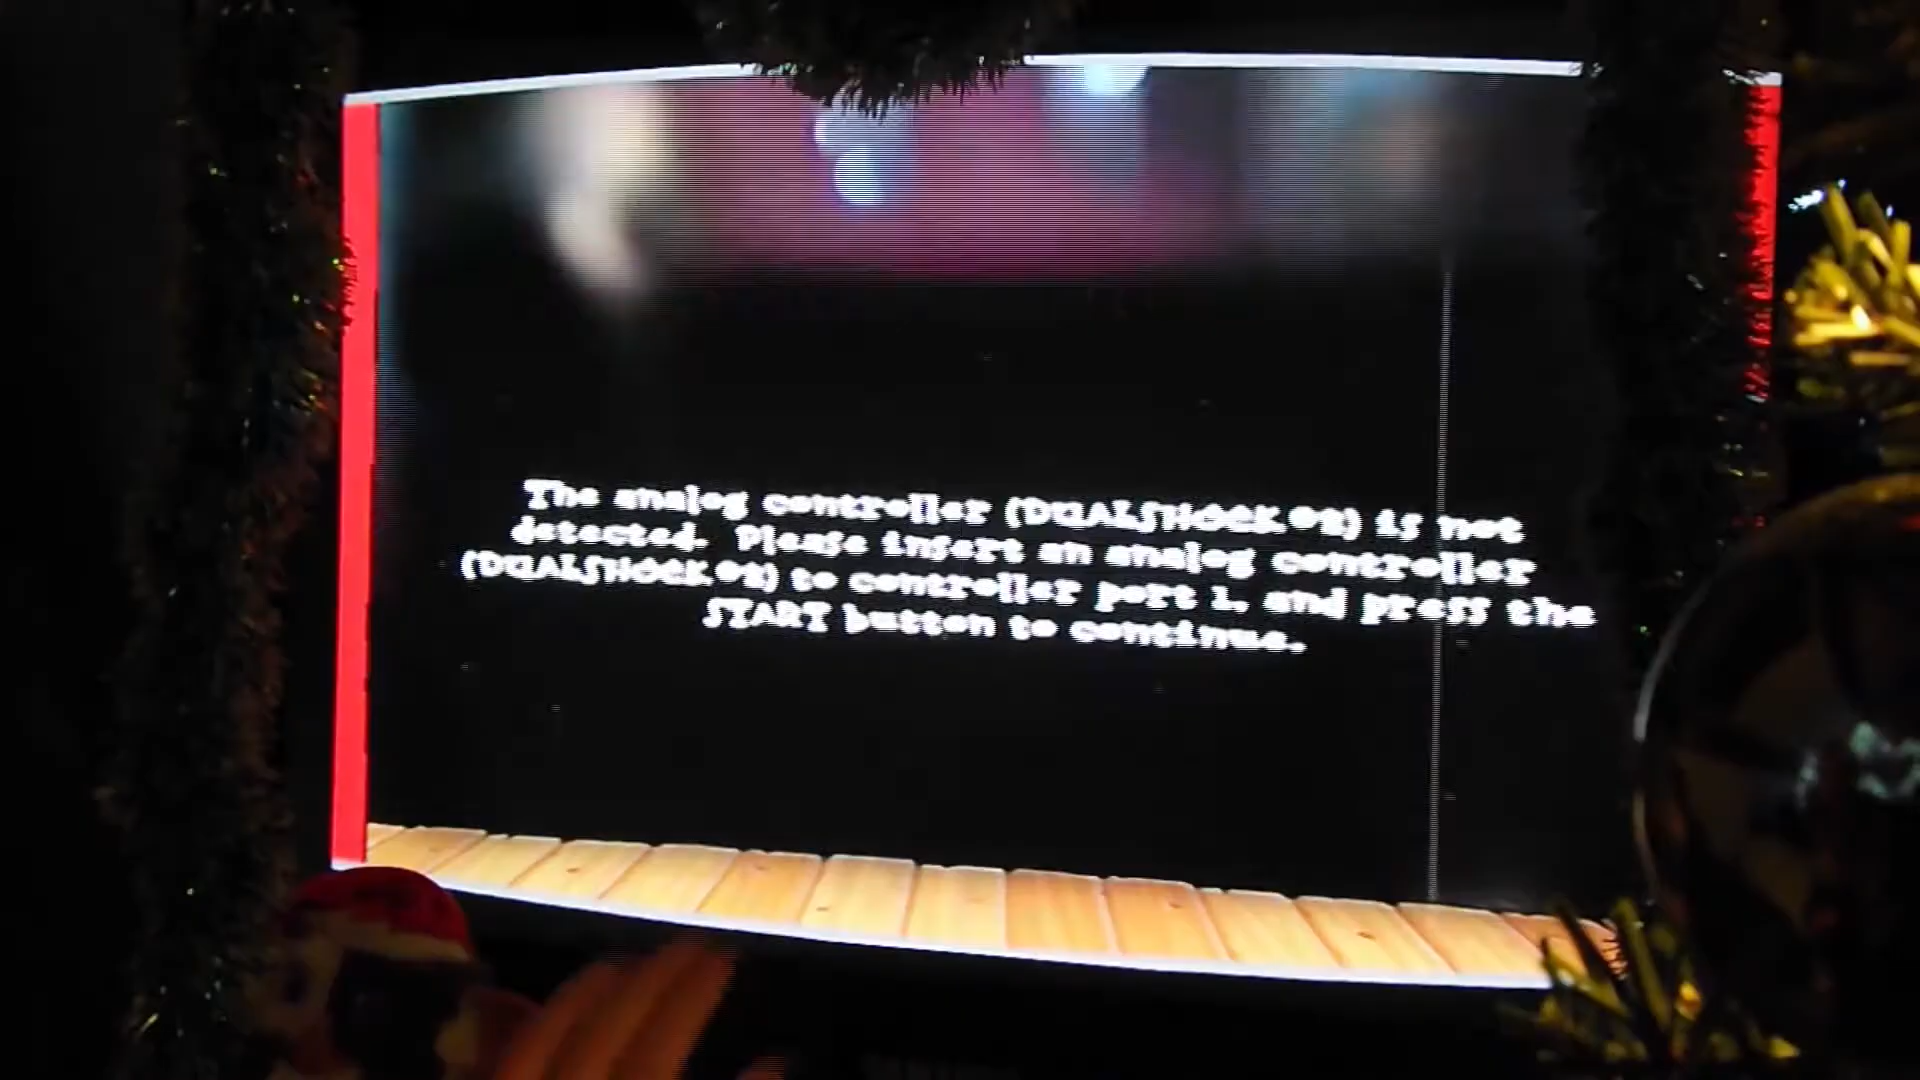 The analog controller (DUALSHOCK®2) is not
detected. Please insert an analog controller
(DUALSHOCK®2) to controller port 1, and press the
START button to continue.